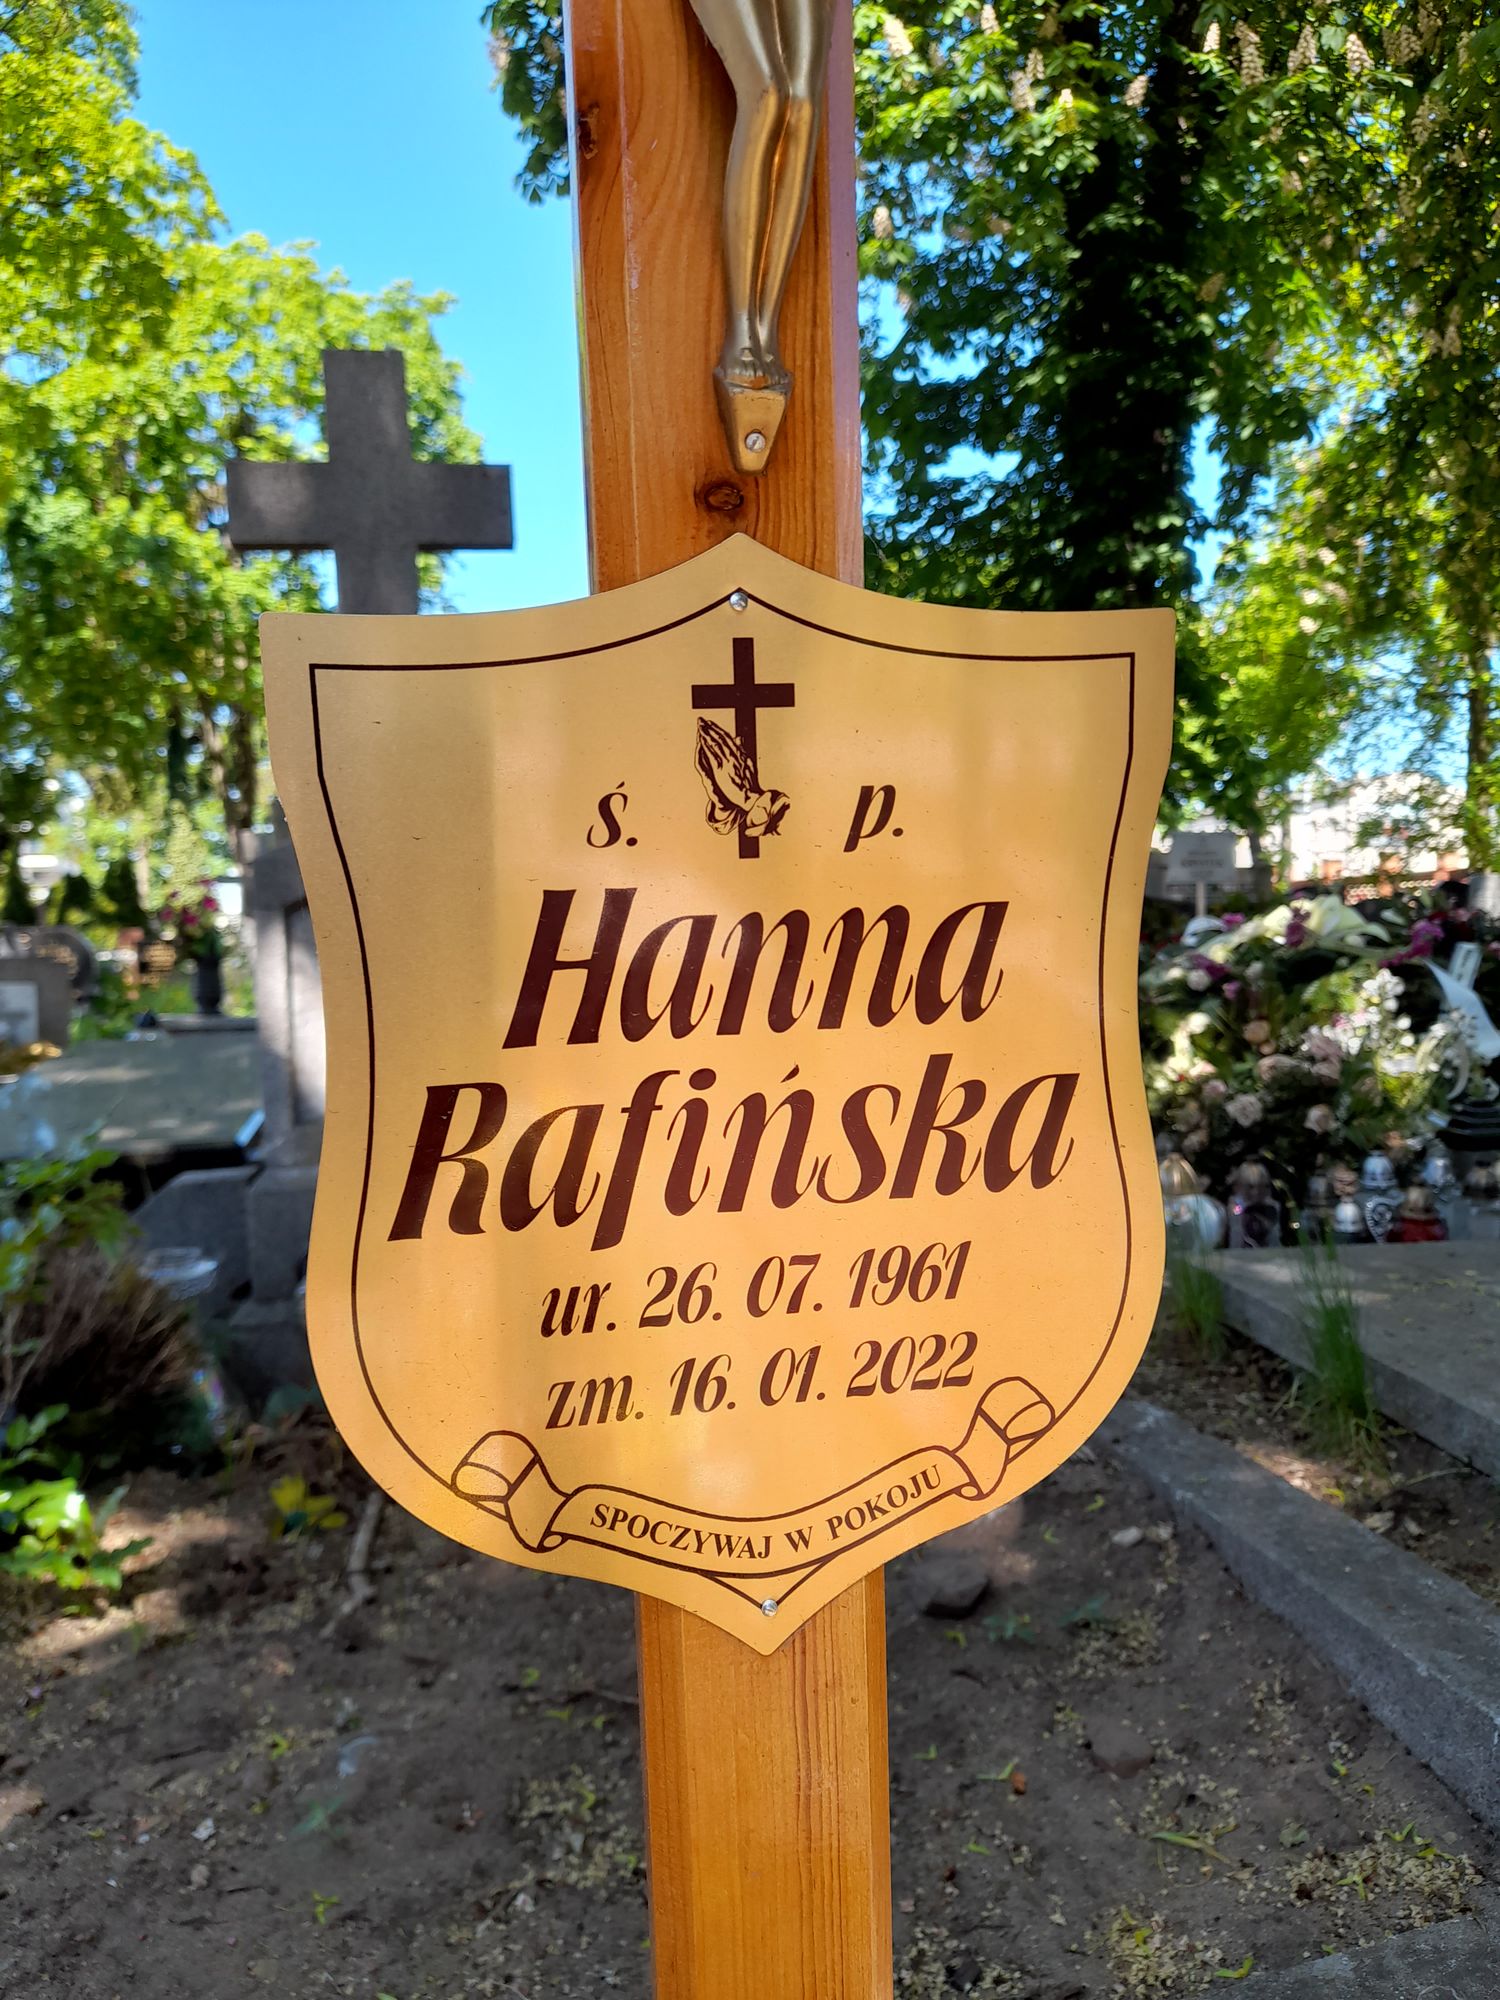 ś. p.
Hanna
Rafińska
ur. 26. 07. 1961
zm. 16. 01. 2022
SPOCZYWAJ W POKOJU